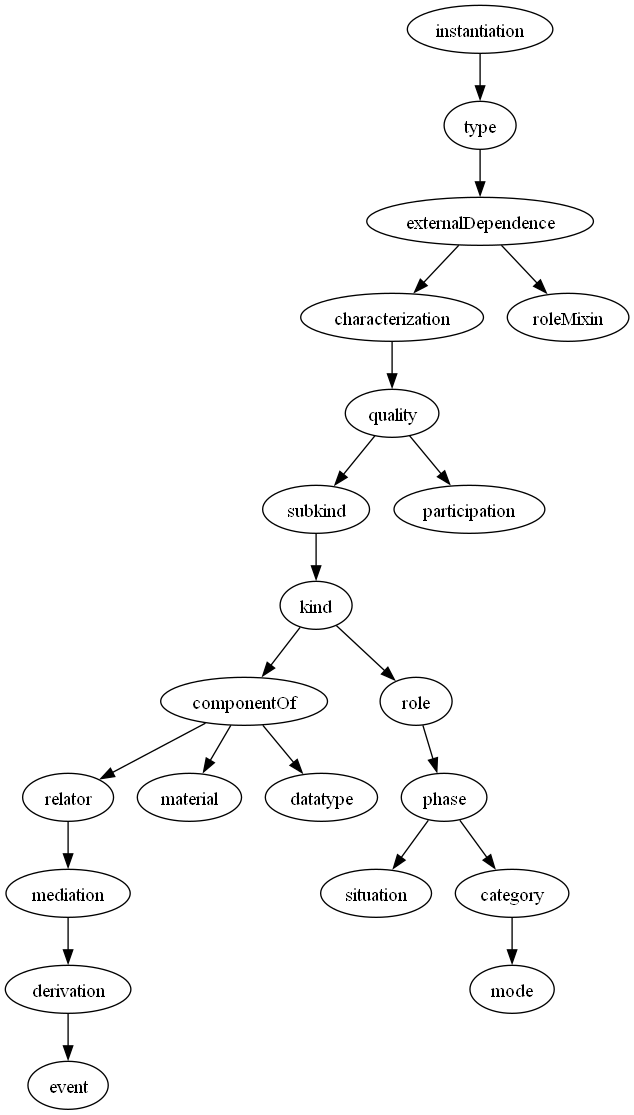 instantiation
type
externalDependence
characterization
roleMixin
quality
subkind
participation
kind
componentOf
role
relator
material
datatype
phase
mediation
situation
category
derivation
mode
event